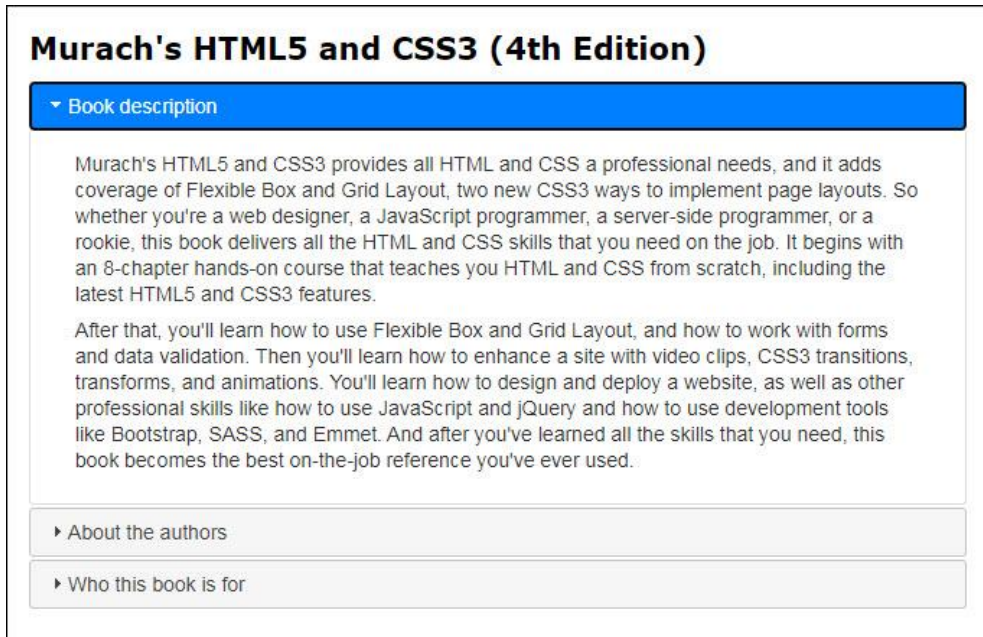 Murach's HTML5 and CSS3 (4th Edition)
Book description
Murach's HTML5 and CSS3 provides all HTML and CSS a professional needs, and it adds
coverage of Flexible Box and Grid Layout, two new CSS3 ways to implement page layouts. So
whether you're a web designer, a JavaScript programmer, a server-side programmer, or a
rookie, this book delivers all the HTML and CSS skills that you need on the job. It begins with
an 8-chapter hands-on course that teaches you HTML and CSS from scratch, including the
latest HTML5 and CSS3 features.
After that, you'll learn how to use Flexible Box and Grid Layout, and how to work with forms
and data validation. Then you'll learn how to enhance a site with video clips, CSS3 transitions,
transforms, and animations. You'll learn how to design and deploy a website, as well as other
professional skills like how to use JavaScript and jQuery and how to use development tools
like Bootstrap, SASS, and Emmet. And after you've learned all the skills that you need, this
book becomes the best on-the-job reference you've ever used.
About the authors
Who this book is for